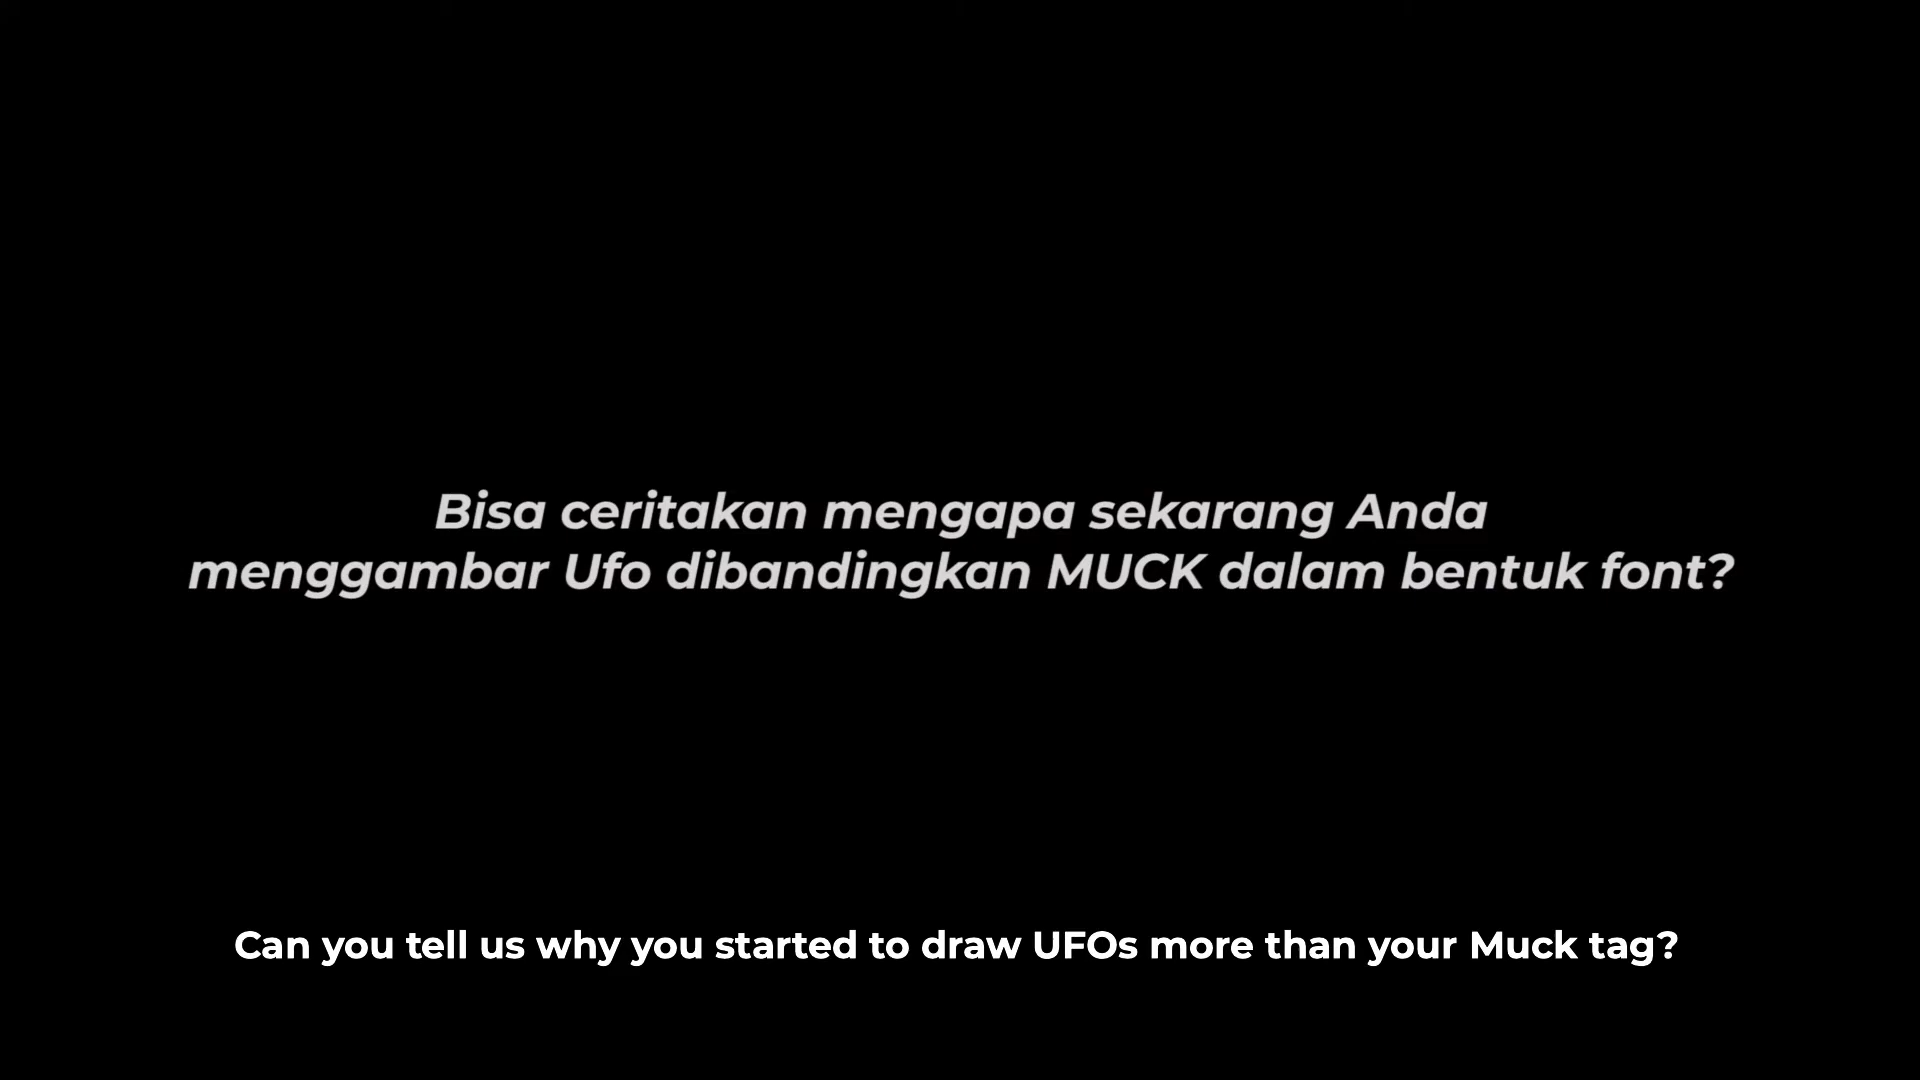 Bisa ceritakan mengapa sekarang Anda
menggambar Ufo dibandingkan MUCK dalam bentuk font?
Can you tell us why you started to draw UFOs more than your Muck tag?